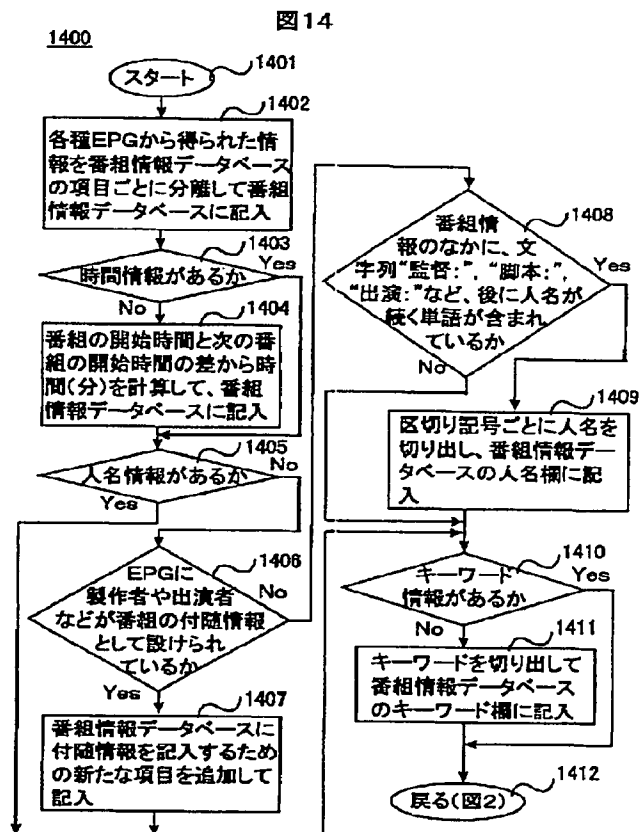 図14
1400
スタート
1401
1402
各種EPGから得られた情
報を番組情報データベース
の項目ごとに分離して番組
情報データベースに記入
1403
時間情報があるか
Yes
No
1404
番組の開始時間と次の番
組の開始時間の差から時
間(分)を計算して、番組
情報データベースに記入
1405
人名情報があるか
No
Yes
1406
EPGに
製作者や出演者
などが番組の付随情報
として設けられ
ているか
No
Yes
1407
番組情報データベースに
付随情報を記入するため
の新たな項目を追加して
記入
1408
番組情
報のなかに、文
字列“監督:”, “脚本:”,
“出演:”など、後に人名が
続く単語が含まれ
ているか
Yes
No
1409
区切り記号ごとに人名を
切り出し、番組情報デー
タベースの人名欄に記
入
1410
キーワード
情報があるか
Yes
No
1411
キーワードを切り出して
番組情報データベース
のキーワード欄に記入
1412
戻る(図2)